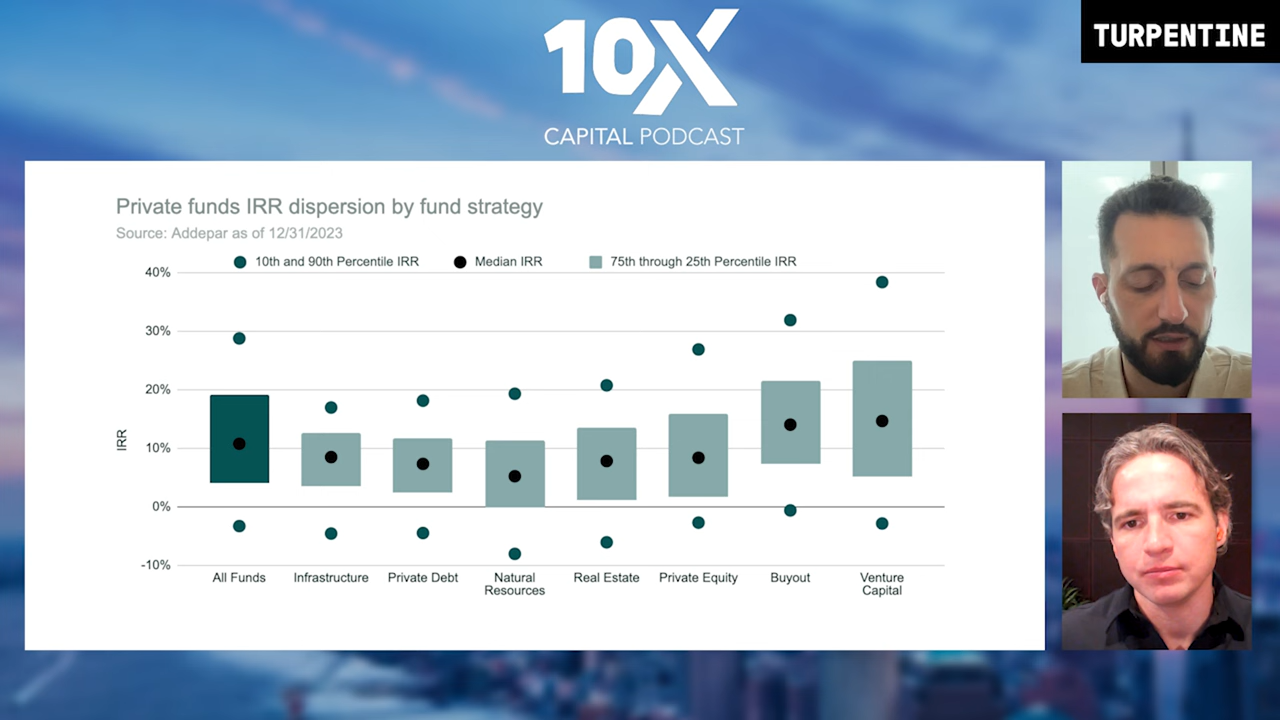 TURPENTINE
10X
CAPITAL PODCAST
Private funds IRR dispersion by fund strategy
Source: Addepar as of 12/31/2023
10th and 90th Percentile IRR
Median IRR
75th through 25th Percentile IRR
40%
30%
20%
10%
0%
-10%
IRR
All Funds
Infrastructure
Private Debt
Natural
Resources
Real Estate
Private Equity
Buyout
Venture
Capital